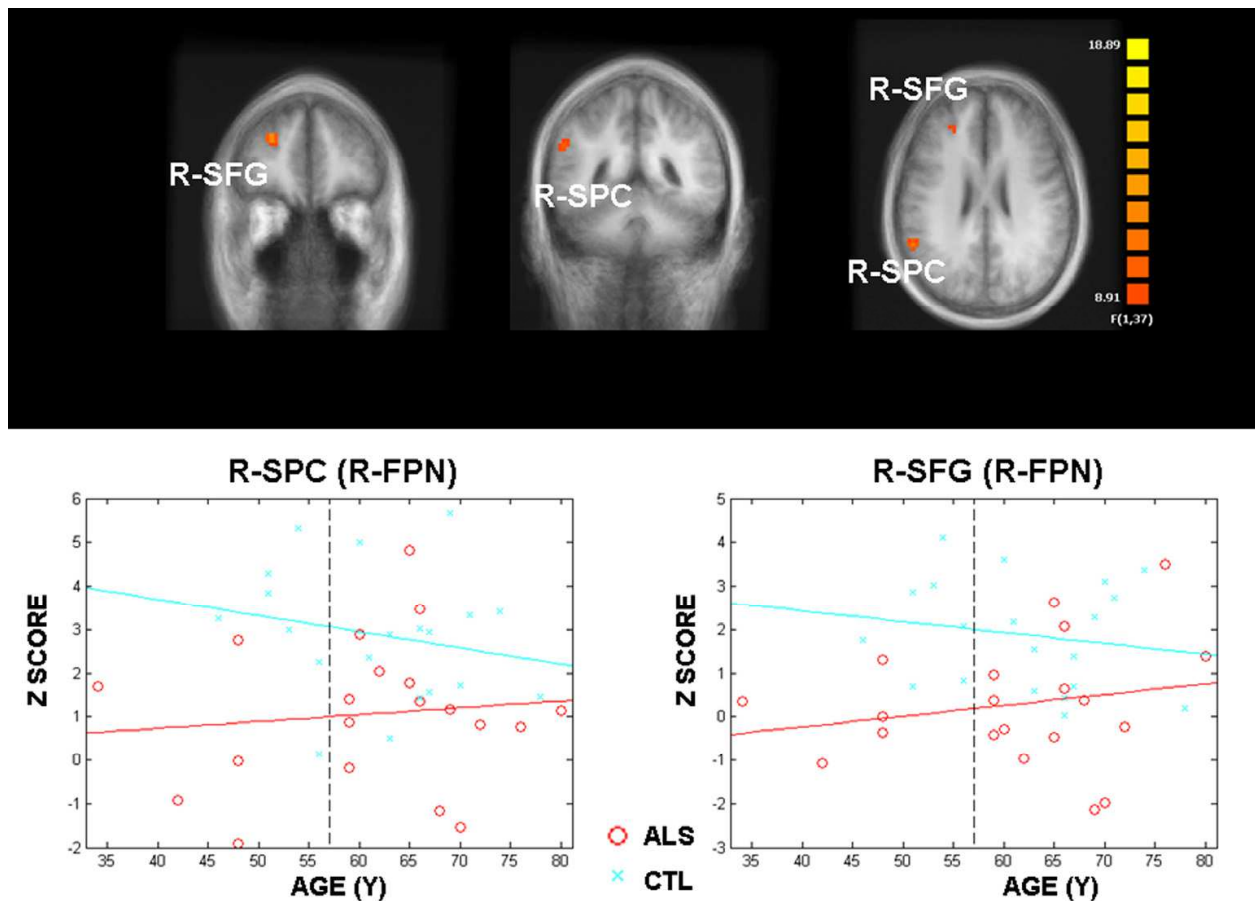 R-SFG
R-SPC
R-SFG
R-SPC
18.89
8.91
F(1,37)
R-SPC (R-FPN)
Z SCORE
6
5
4
3
2
1
0
-1
-2
35 40 45 50 55 60 65 70 75 80
AGE (Y)
ALS
CTL
R-SFG (R-FPN)
Z SCORE
5
4
3
2
1
0
-1
-2
-3
35 40 45 50 55 60 65 70 75 80
AGE (Y)